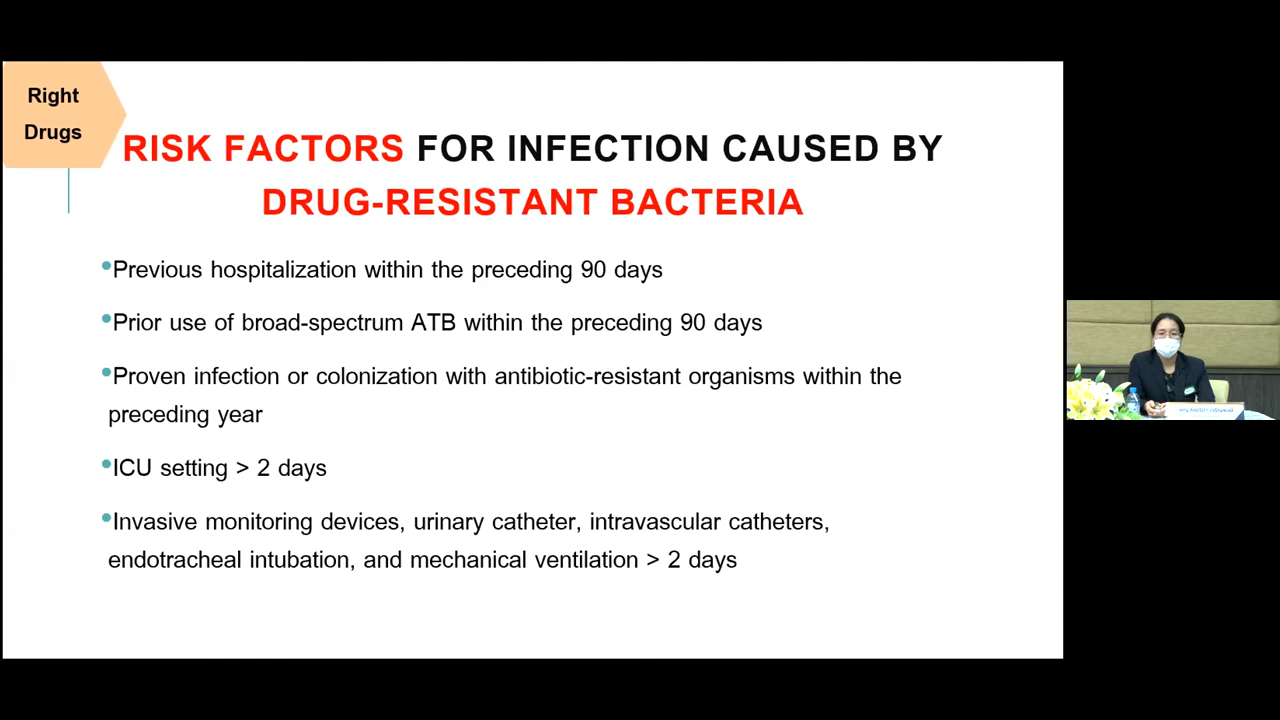 Right
Drugs
RISK FACTORS FOR INFECTION CAUSED BY
DRUG-RESISTANT BACTERIA
•Previous hospitalization within the preceding 90 days
•Prior use of broad-spectrum ATB within the preceding 90 days
•Proven infection or colonization with antibiotic-resistant organisms within the
preceding year
•ICU setting > 2 days
•Invasive monitoring devices, urinary catheter, intravascular catheters,
endotracheal intubation, and mechanical ventilation > 2 days